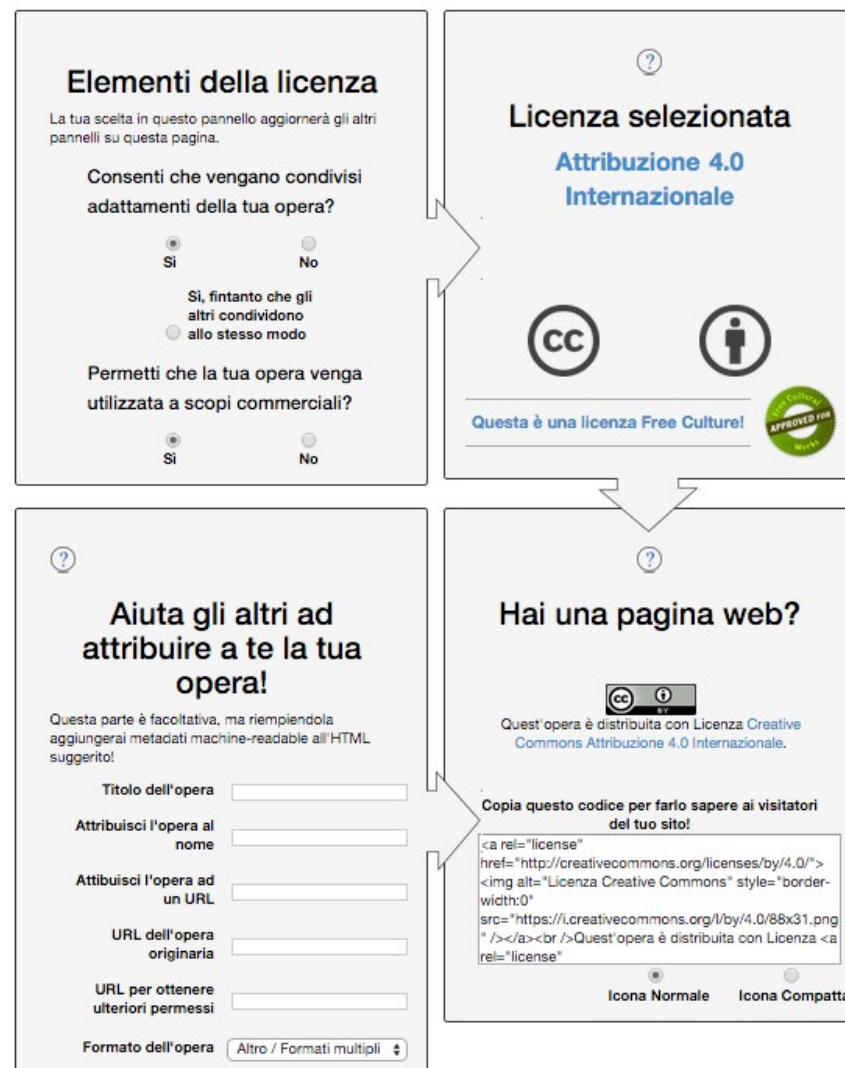 Elementi della licenza
La tua scelta in questo pannello aggiornerà gli altri
pannelli su questa pagina.
Consenti che vengano condivisi
adattamenti della tua opera?
Sì
No
Sì, fintanto che gli
altri condividono
allo stesso modo
Permetti che la tua opera venga
utilizzata a scopi commerciali?
Sì
No
?
Licenza selezionata
Attribuzione 4.0
Internazionale
cc
Questa è una licenza Free Culture!
Free Cultural
APPROVED FOR
Works
?
Aiuta gli altri ad
attribuire a te la tua
opera!
Questa parte è facoltativa, ma riempiendola
aggiungerai metadati machine-readable all'HTML
suggerito!
Titolo dell'opera
Attribuisci l'opera al
nome
Attibuisci l'opera ad
un URL
URL dell'opera
originaria
URL per ottenere
ulteriori permessi
Formato dell'opera
Altro / Formati multipli
?
Hai una pagina web?
cc
BY
Quest'opera è distribuita con Licenza Creative
Commons Attribuzione 4.0 Internazionale.
Copia questo codice per farlo sapere ai visitatori
del tuo sito!
<a rel="license"
href="http://creativecommons.org/licenses/by/4.0/">
<img alt="Licenza Creative Commons" style="border-
width:0"
src="https://i.creativecommons.org/l/by/4.0/88x31.png
" /></a><br />Quest'opera è distribuita con Licenza <a
rel="license"
Icona Normale
Icona Compatta